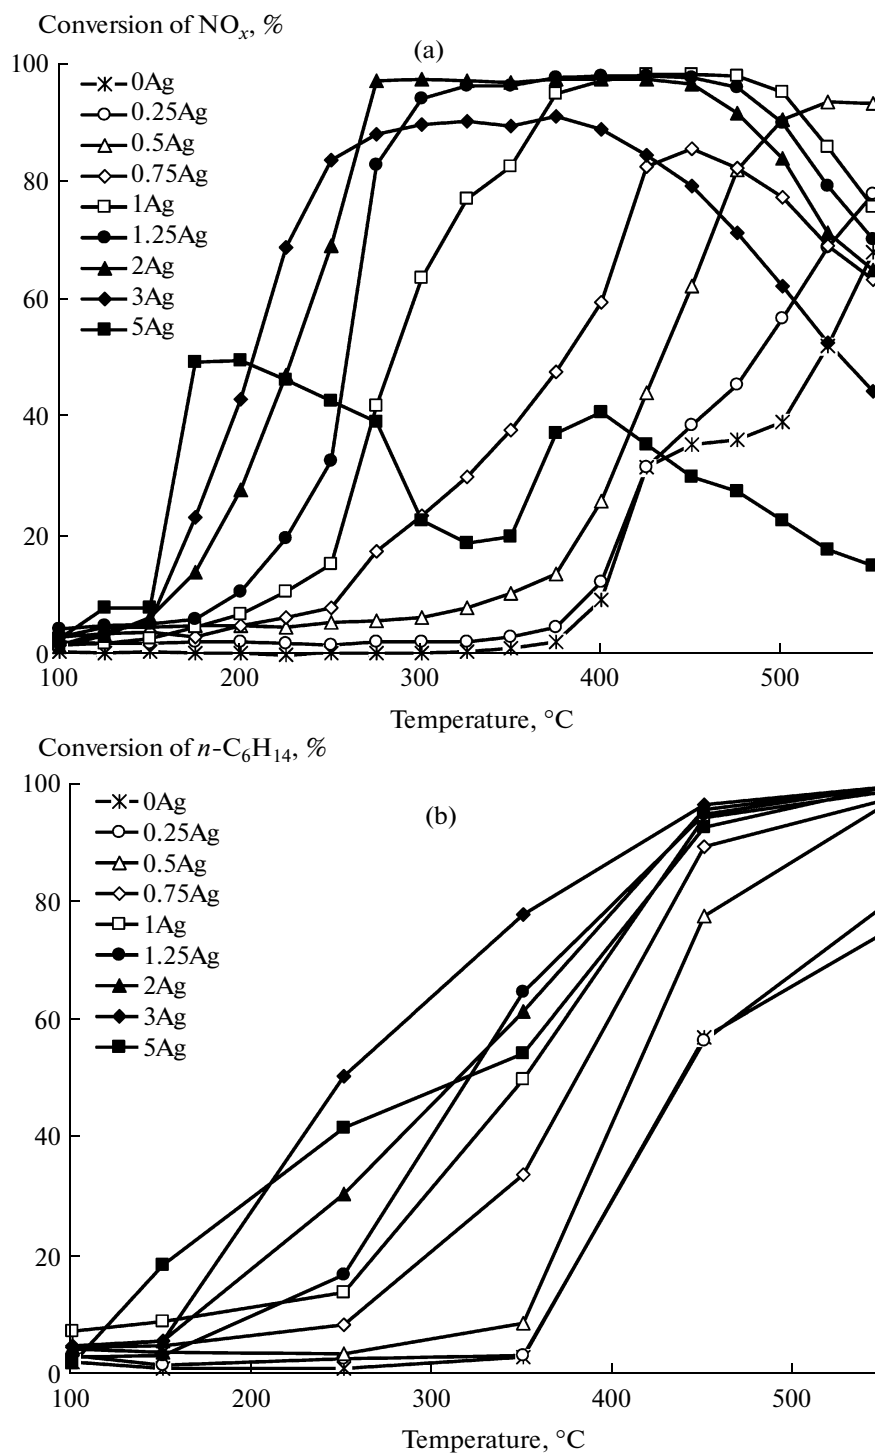 Conversion of NOx, %
(a)
100
80
60
40
20
0
0Ag
0.25Ag
0.5Ag
0.75Ag
1Ag
1.25Ag
2Ag
3Ag
5Ag
100 200 300 400 500
Temperature, °C
Conversion of n-C6H14, %
(b)
100
80
60
40
20
0
0Ag
0.25Ag
0.5Ag
0.75Ag
1Ag
1.25Ag
2Ag
3Ag
5Ag
100 200 300 400 500
Temperature, °C